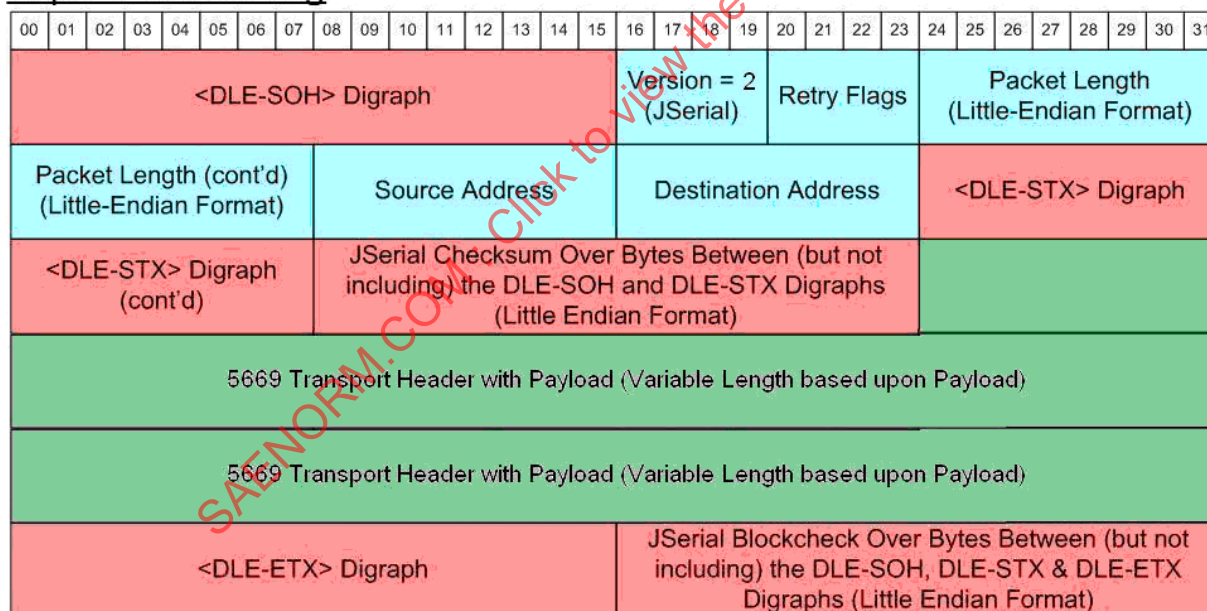 00 01 02 03 04 05 06 07 08 09 10 11 12 13 14 15 16 17 18 19 20 21 22 23 24 25 26 27 28 29 30 31
<DLE-SOH> Digraph
Version = 2
(JSerial)
Retry Flags
Packet Length
(Little-Endian Format)
Packet Length (cont'd)
(Little-Endian Format)
Source Address
Destination Address
<DLE-STX> Digraph
<DLE-STX> Digraph
(cont'd)
JSerial Checksum Over Bytes Between (but not
including) the DLE-SOH and DLE-STX Digraphs
(Little Endian Format)
5669 Transport Header with Payload (Variable Length based upon Payload)
5669 Transport Header with Payload (Variable Length based upon Payload)
<DLE-ETX> Digraph
JSerial Blockcheck Over Bytes Between (but not
including) the DLE-SOH, DLE-STX & DLE-ETX
Digraphs (Little Endian Format)
SAENORM.COM : Click to view the